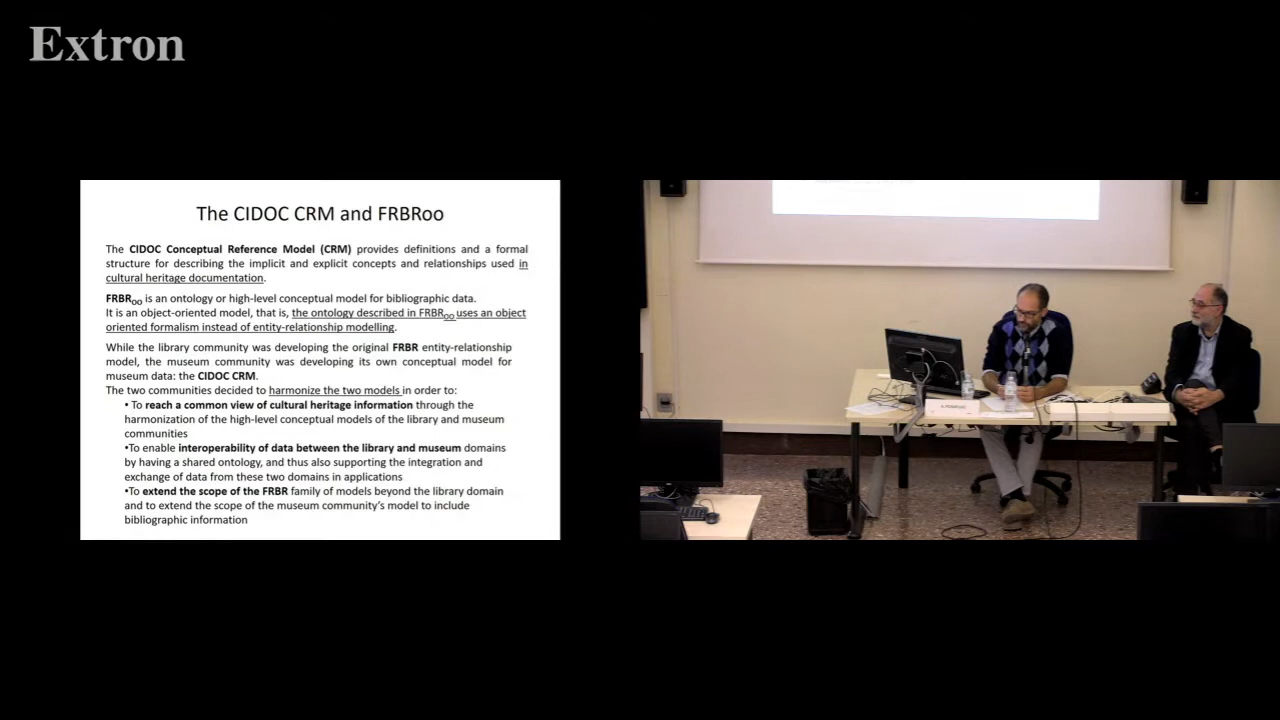 Extron
The CIDOC CRM and FRBRoo
The CIDOC Conceptual Reference Model (CRM) provides definitions and a formal
structure for describing the implicit and explicit concepts and relationships used in
cultural heritage documentation.
FRBRoo is an ontology or high-level conceptual model for bibliographic data.
It is an object-oriented model, that is, the ontology described in FRBRoo uses an object
oriented formalism instead of entity-relationship modelling.
While the library community was developing the original FRBR entity-relationship
model, the museum community was developing its own conceptual model for
museum data: the CIDOC CRM.
The two communities decided to harmonize the two models in order to:
• To reach a common view of cultural heritage information through the
harmonization of the high-level conceptual models of the library and museum
communities
•To enable interoperability of data between the library and museum domains
by having a shared ontology, and thus also supporting the integration and
exchange of data from these two domains in applications
•To extend the scope of the FRBR family of models beyond the library domain
and to extend the scope of the museum community's model to include
bibliographic information